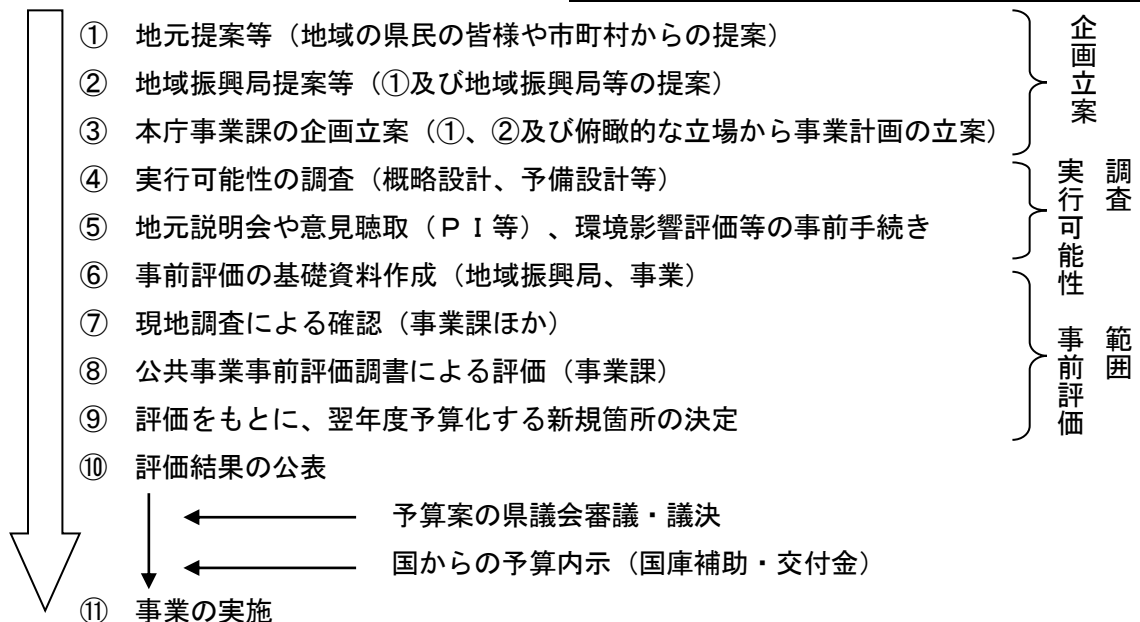 ① 地元提案等（地域の県民の皆様や市町村からの提案）
② 地域振興局提案等（①及び地域振興局等の提案）
③ 本庁事業課の企画立案（①、②及び俯瞰的な立場から事業計画の立案）
企画立案
④ 実行可能性の調査（概略設計、予備設計等）
⑤ 地元説明会や意見聴取（ＰＩ等）、環境影響評価等の事前手続き
実行可能性
調査
⑥ 事前評価の基礎資料作成（地域振興局、事業）
⑦ 現地調査による確認（事業課ほか）
⑧ 公共事業事前評価調書による評価（事業課）
⑨ 評価をもとに、翌年度予算化する新規箇所の決定
事前評価
範囲
⑩ 評価結果の公表
予算案の県議会審議・議決
国からの予算内示（国庫補助・交付金）
⑪ 事業の実施